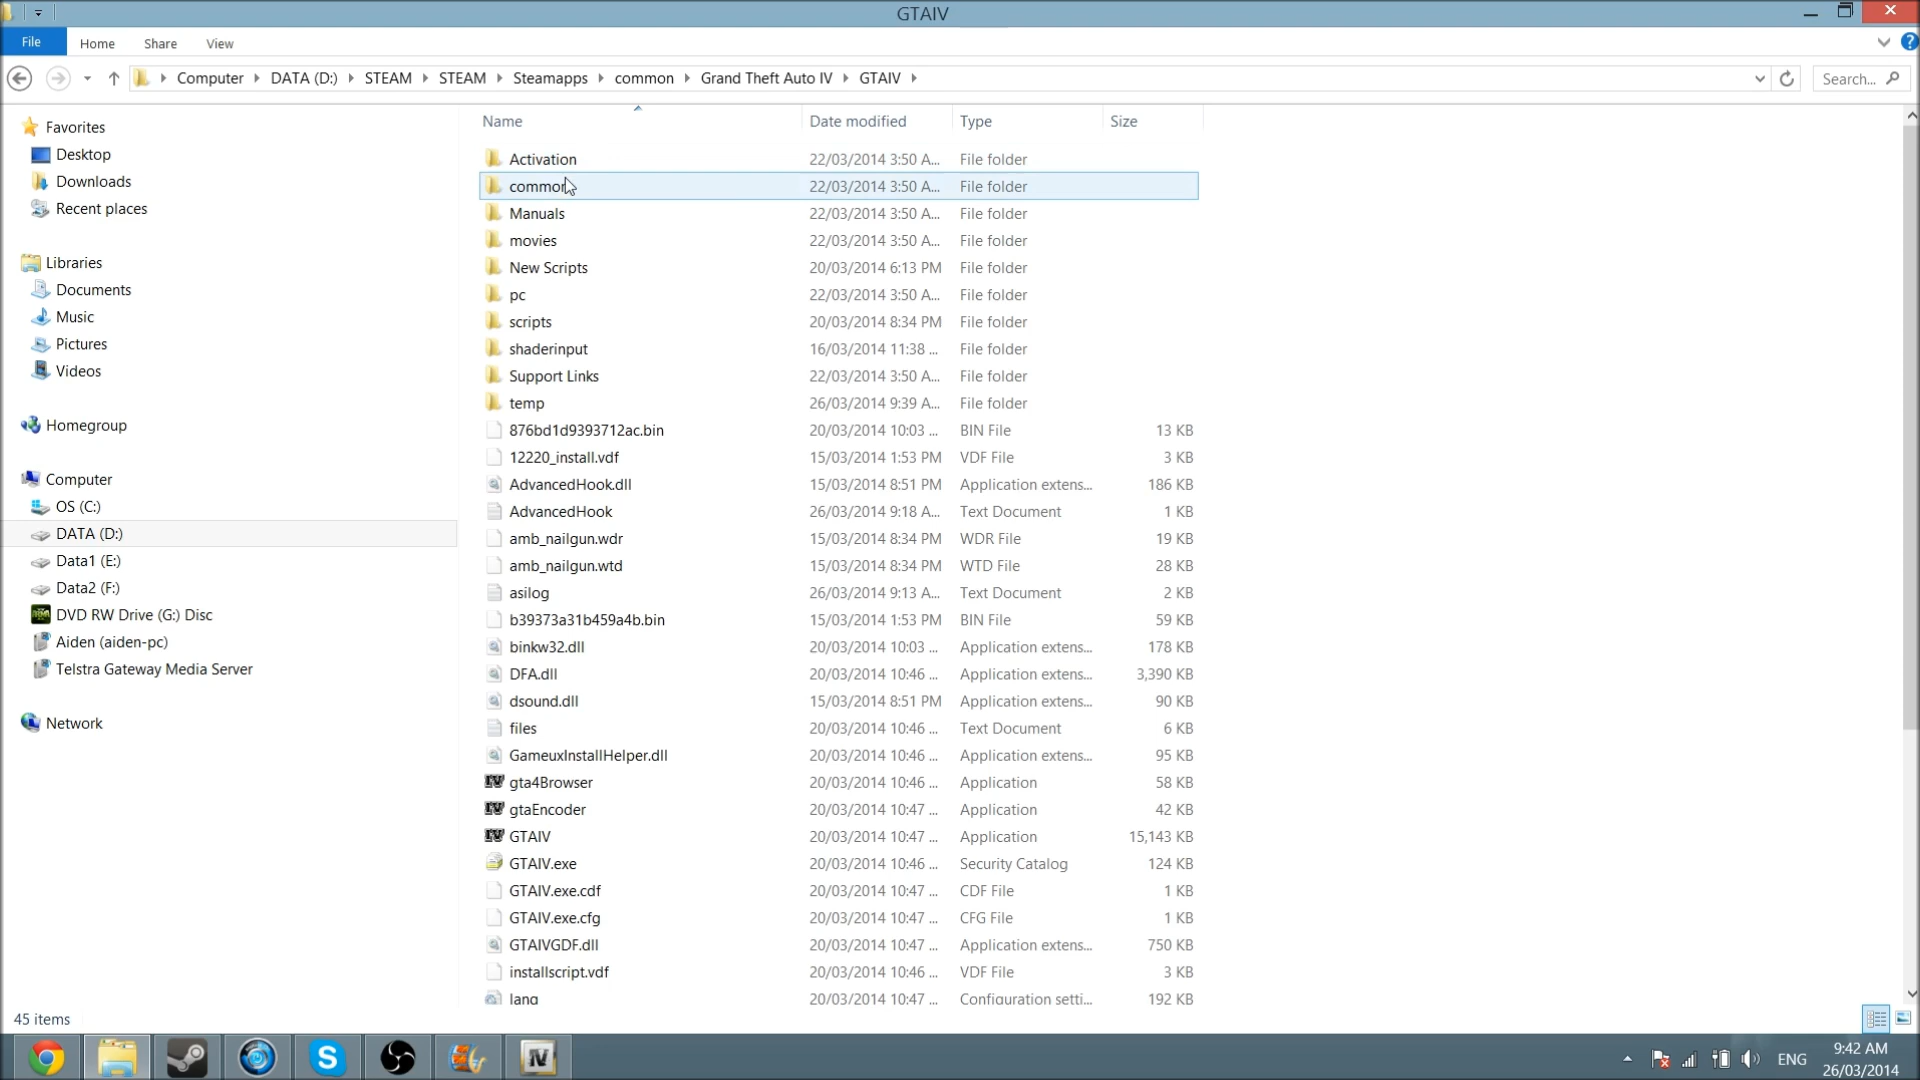 GTAIV
File Home Share View
Computer DATA (D:) STEAM STEAM Steamapps common Grand Theft Auto IV GTAIV Search...
Favorites
Desktop
Downloads
Recent places
Libraries
Documents
Music
Pictures
Videos
Homegroup
Computer
OS (C:)
DATA (D:)
Data1 (E:)
Data2 (F:)
DVD RW Drive (G:) Disc
Aiden (aiden-pc)
Telstra Gateway Media Server
Network
Name Date modified Type Size
Activation 22/03/2014 3:50 A... File folder
common 22/03/2014 3:50 A... File folder
Manuals 22/03/2014 3:50 A... File folder
movies 22/03/2014 3:50 A... File folder
New Scripts 20/03/2014 6:13 PM File folder
pc 22/03/2014 3:50 A... File folder
scripts 20/03/2014 8:34 PM File folder
shaderinput 16/03/2014 11:38 ... File folder
Support Links 22/03/2014 3:50 A... File folder
temp 26/03/2014 9:39 A... File folder
876bd1d9393712ac.bin 20/03/2014 10:03 ... BIN File 13 KB
12220_install.vdf 15/03/2014 1:53 PM VDF File 3 KB
AdvancedHook.dll 15/03/2014 8:51 PM Application extens... 186 KB
AdvancedHook 26/03/2014 9:18 A... Text Document 1 KB
amb_nailgun.wdr 15/03/2014 8:34 PM WDR File 19 KB
amb_nailgun.wtd 15/03/2014 8:34 PM WTD File 28 KB
asilog 26/03/2014 9:13 A... Text Document 2 KB
b39373a31b459a4b.bin 15/03/2014 1:53 PM BIN File 59 KB
binkw32.dll 20/03/2014 10:03 ... Application extens... 178 KB
DFA.dll 20/03/2014 10:46 ... Application extens... 3,390 KB
dsound.dll 15/03/2014 8:51 PM Application extens... 90 KB
files 20/03/2014 10:46 ... Text Document 6 KB
GameuxInstallHelper.dll 20/03/2014 10:46 ... Application extens... 95 KB
gta4Browser 20/03/2014 10:46 ... Application 58 KB
gtaEncoder 20/03/2014 10:47 ... Application 42 KB
GTAIV 20/03/2014 10:47 ... Application 15,143 KB
GTAIV.exe 20/03/2014 10:46 ... Security Catalog 124 KB
GTAIV.exe.cdf 20/03/2014 10:47 ... CDF File 1 KB
GTAIV.exe.cfg 20/03/2014 10:47 ... CFG File 1 KB
GTAIVGDF.dll 20/03/2014 10:47 ... Application extens... 750 KB
installscript.vdf 20/03/2014 10:46 ... VDF File 3 KB
lang 20/03/2014 10:47 ... Configuration setti... 192 KB
45 items
ENG 9:42 AM
26/03/2014